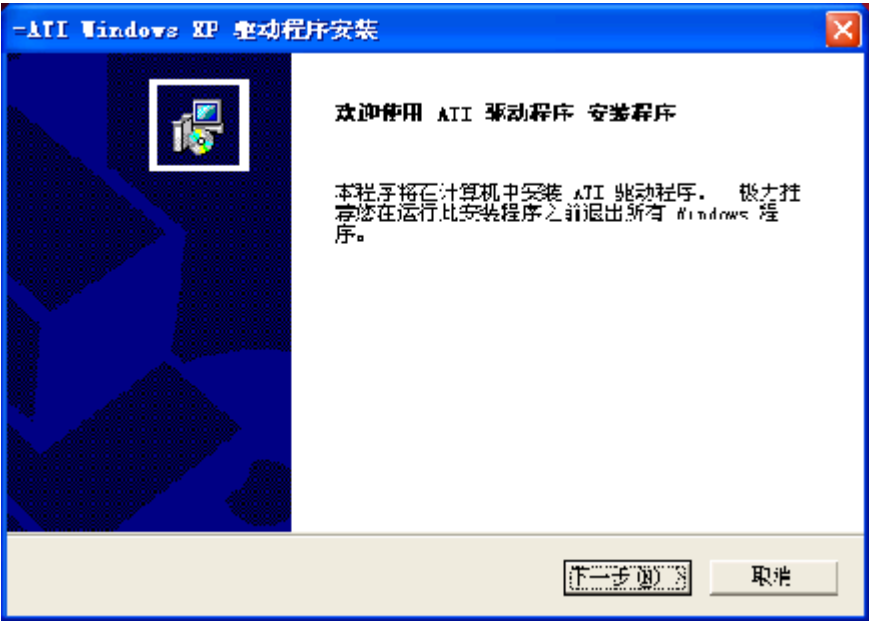 -ATI Windows XP 驱动程序安装
欢迎使用 ATI 驱动程序 安装程序
本程序将在计算机中安装 ATI 驱动程序。 极力推
荐您在运行此安装程序之前退出所有 Windows 程
序。
下一步(N) >
取消